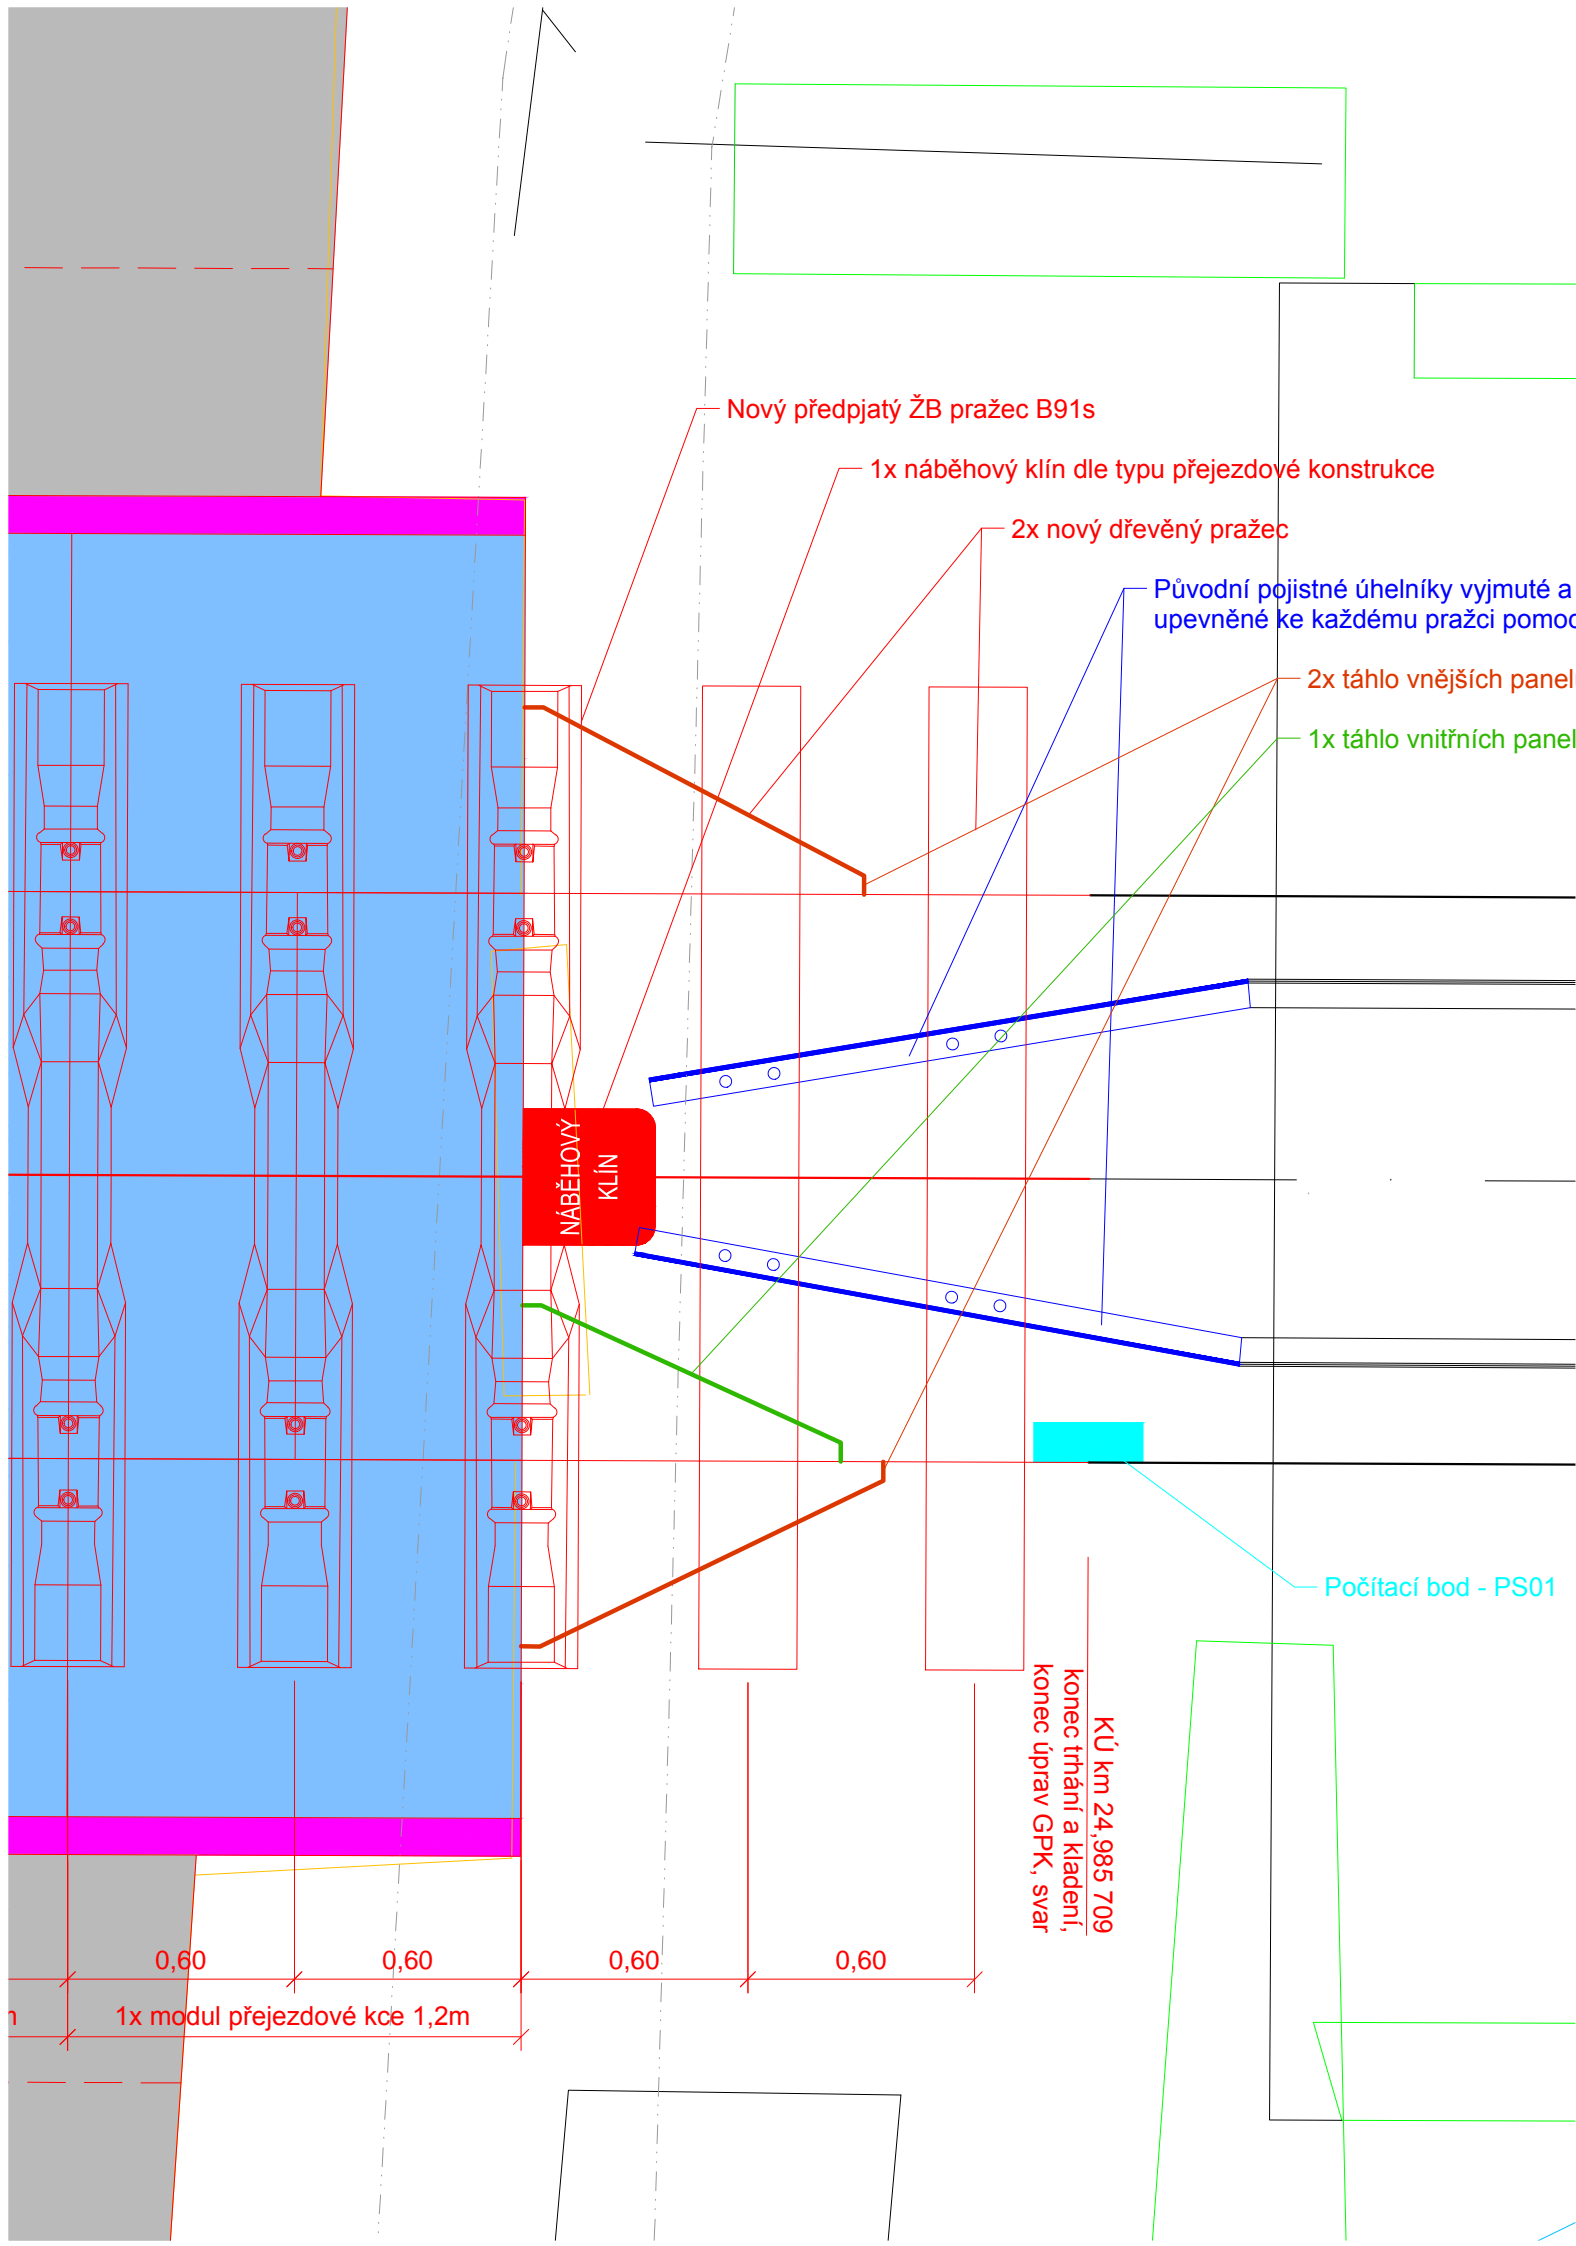 Nový předpjatý ŽB pražec B91s
1x náběhový klín dle typu přejezdové konstrukce
2x nový dřevěný pražec
Původní pojistné úhelníky vyjmuté a
upevněné ke každému pražci
2x táhlo vnějších
1x táhlo vnitřních
NÁBĚHOVÝ
KLÍN
Počítací bod - PS01
KÚ km 24,985 709
konec trhání a kladení,
konec úprav GPK, svar
0,60
0,60
0,60
0,60
1x modul přejezdové kce 1,2m